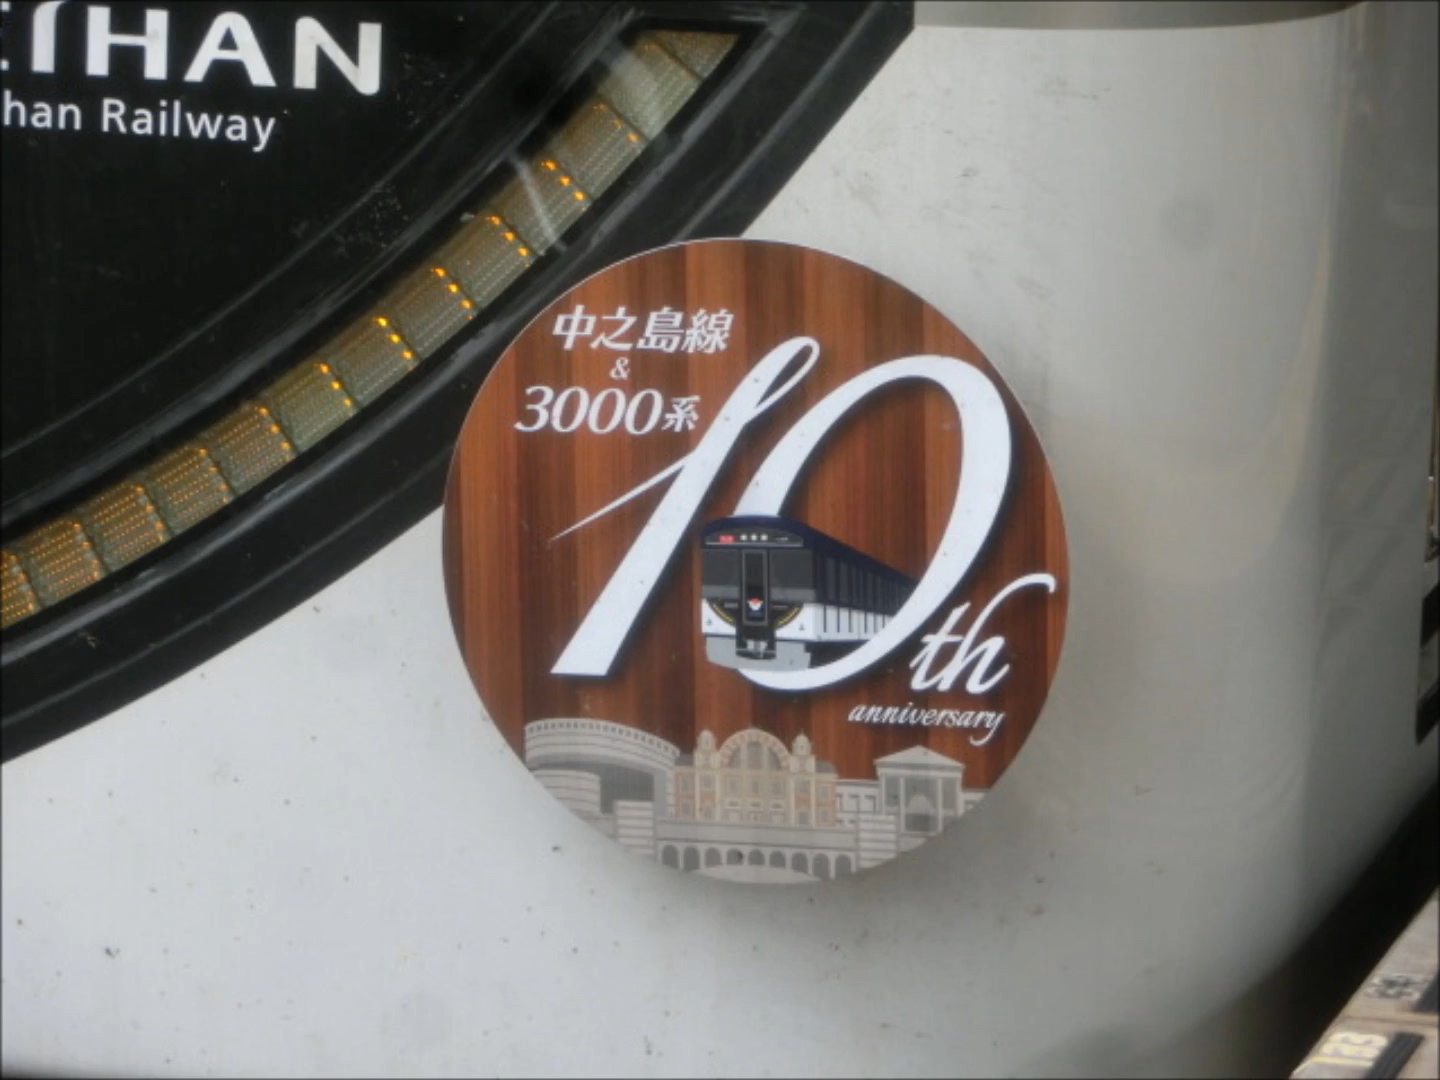 EIHAN
han Railway
中之島線
&
3000系
10th
anniversary